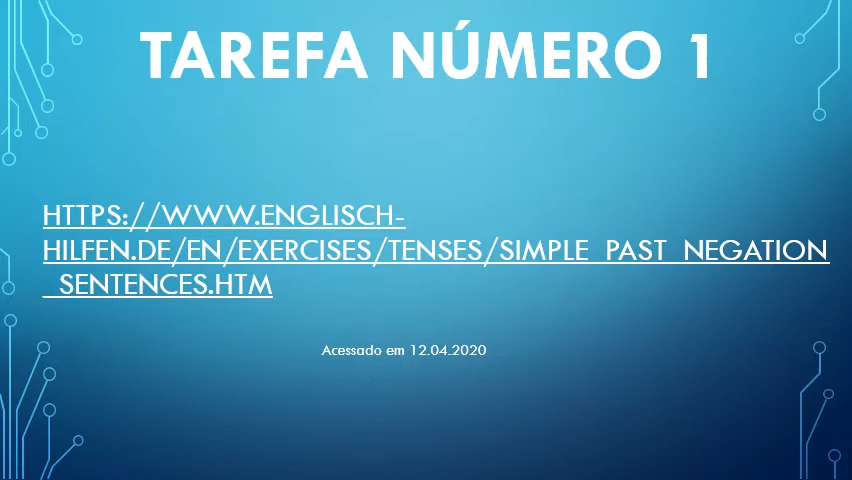 TAREFA NÚMERO 1
HTTPS://WWW.ENGLISCH-
HILFEN.DE/EN/EXERCISES/TENSES/SIMPLE_PAST_NEGATION
_SENTENCES.HTM
Acessado em 12.04.2020